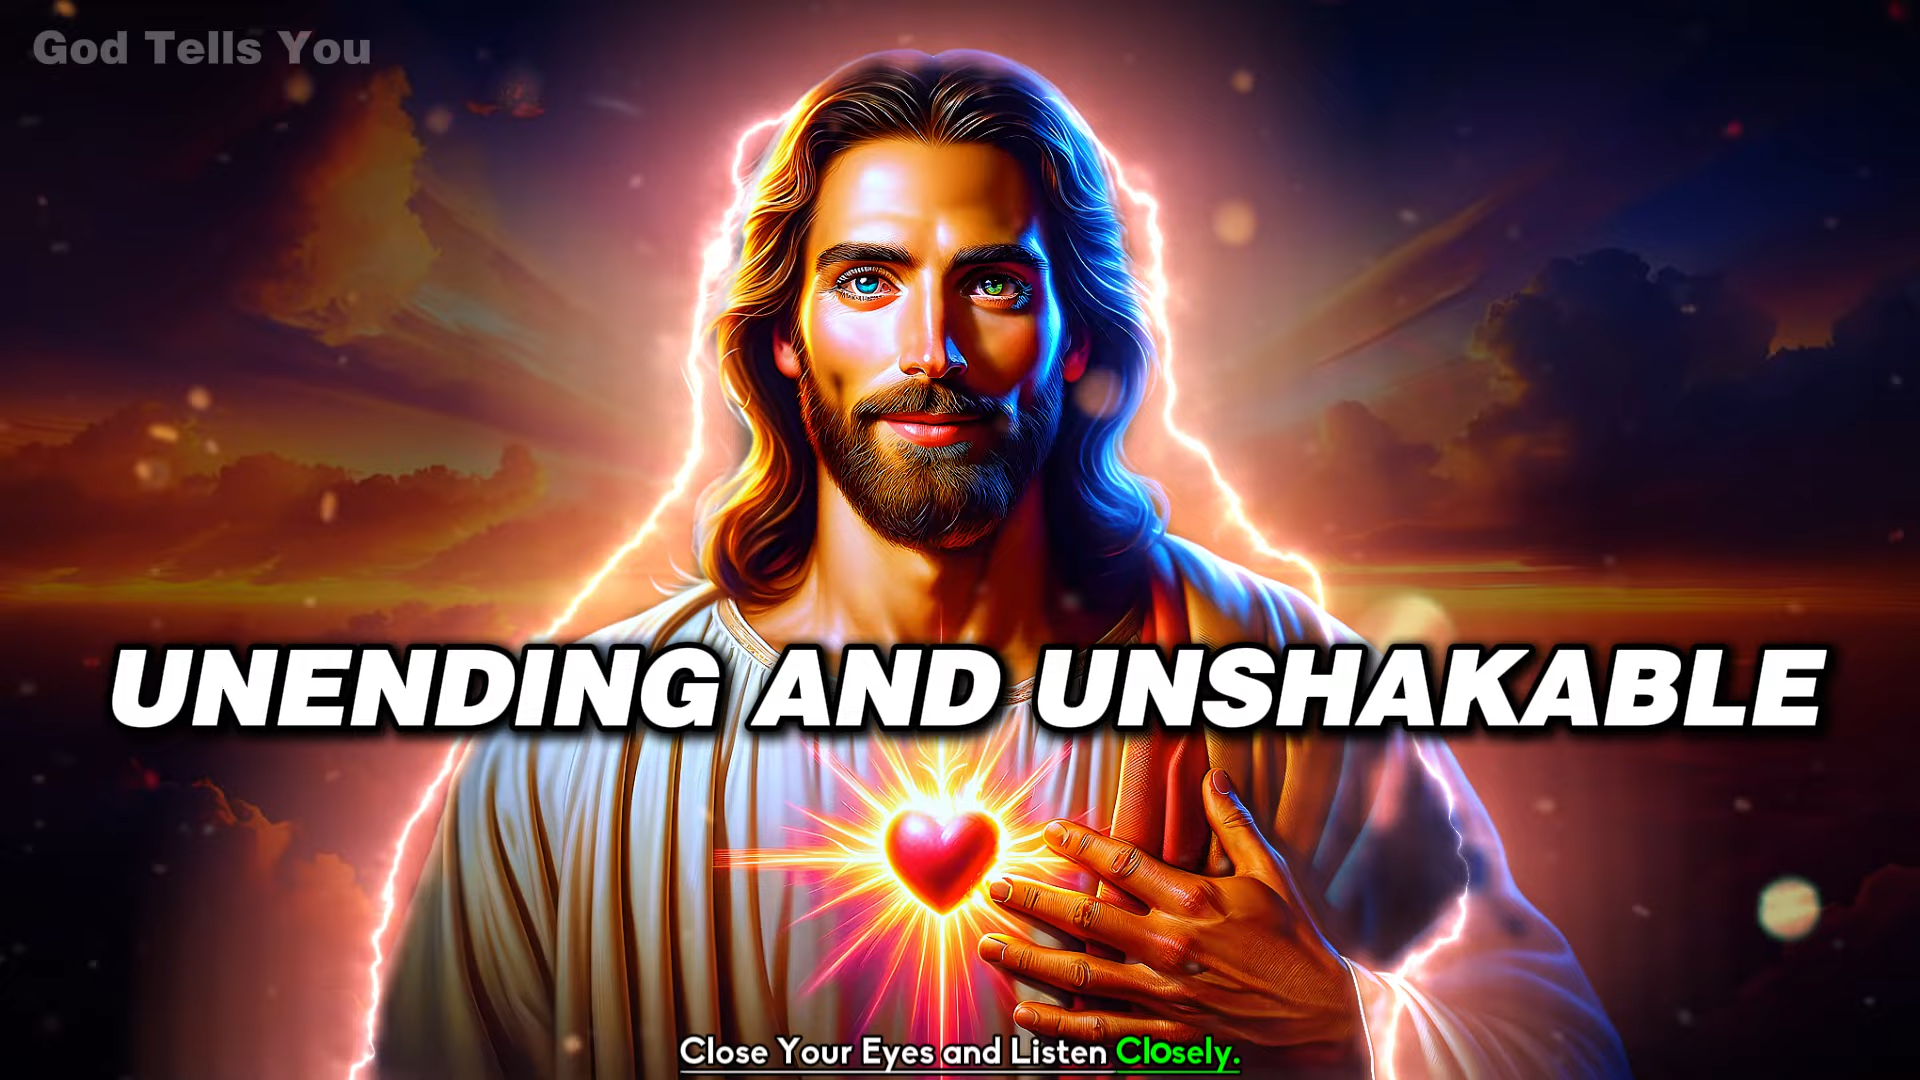 God Tells You
UNENDING AND UNSHAKABLE
Close Your Eyes and Listen Closely.